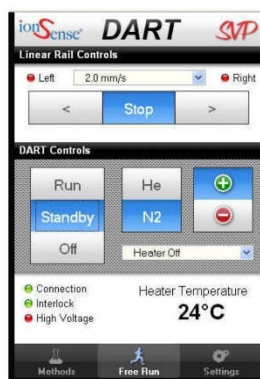 ionSense DART SVP
Linear Rail Controls
Left 2.0 mm/s Right
< Stop >
DART Controls
Run He
Standby N2
Off Heater Off
Connection
Interlock
High Voltage
Heater Temperature
24°C
Methods Free Run Settings